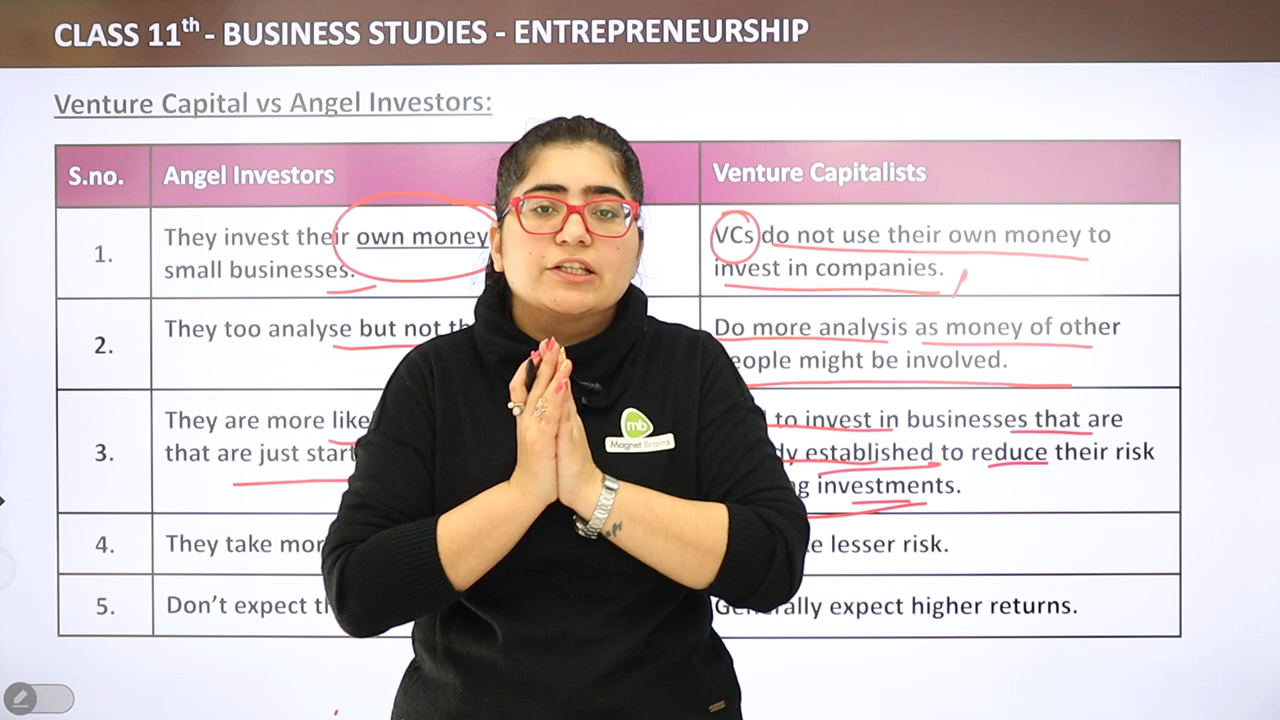 CLASS 11th - BUSINESS STUDIES - ENTREPRENEURSHIP
Venture Capital vs Angel Investors:
S.no. Angel Investors Venture Capitalists
1. They invest their own money
small businesses.
VCs do not use their own money to
invest in companies.
2. They too analyse but not
Do more analysis as money of other
people might be involved.
3. They are more
that are just
to invest in businesses that are
established to reduce their risk
investments.
4. They take
lesser risk.
5. Don't expect
Generally expect higher returns.
mb
Magnet Brains